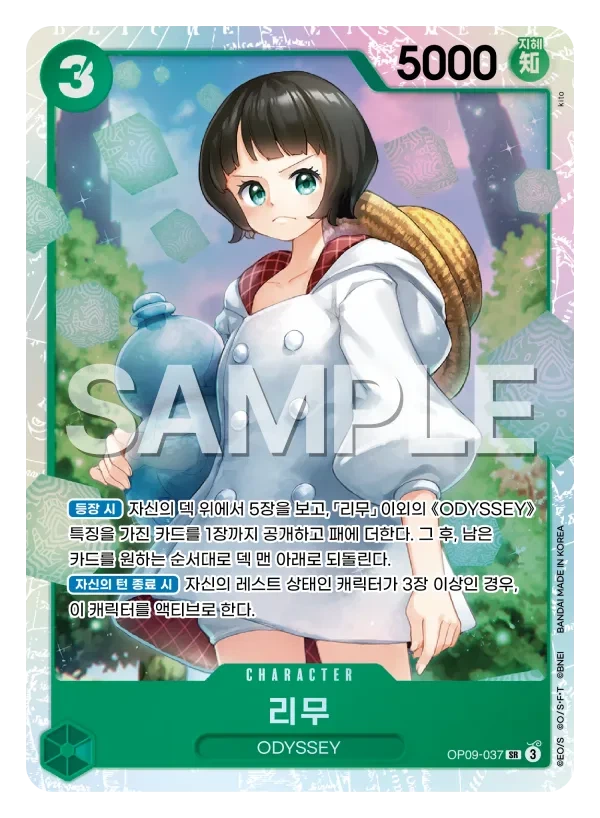 3
5000
지혜
知
kito
SAMPLE
등장 시 자신의 덱 위에서 5장을 보고, 「리무」 이외의 《ODYSSEY》
특징을 가진 카드를 1장까지 공개하고 패에 더한다. 그 후, 남은
카드를 원하는 순서대로 덱 맨 아래로 되돌린다.
자신의 턴 종료 시 자신의 레스트 상태인 캐릭터가 3장 이상인 경우,
이 캐릭터를 액티브로 한다.
CHARACTER
리무
ODYSSEY
OP09-037 SR 3
©EO/S ©O/S·F·T ©BNEI BANDAI MADE IN KOREA